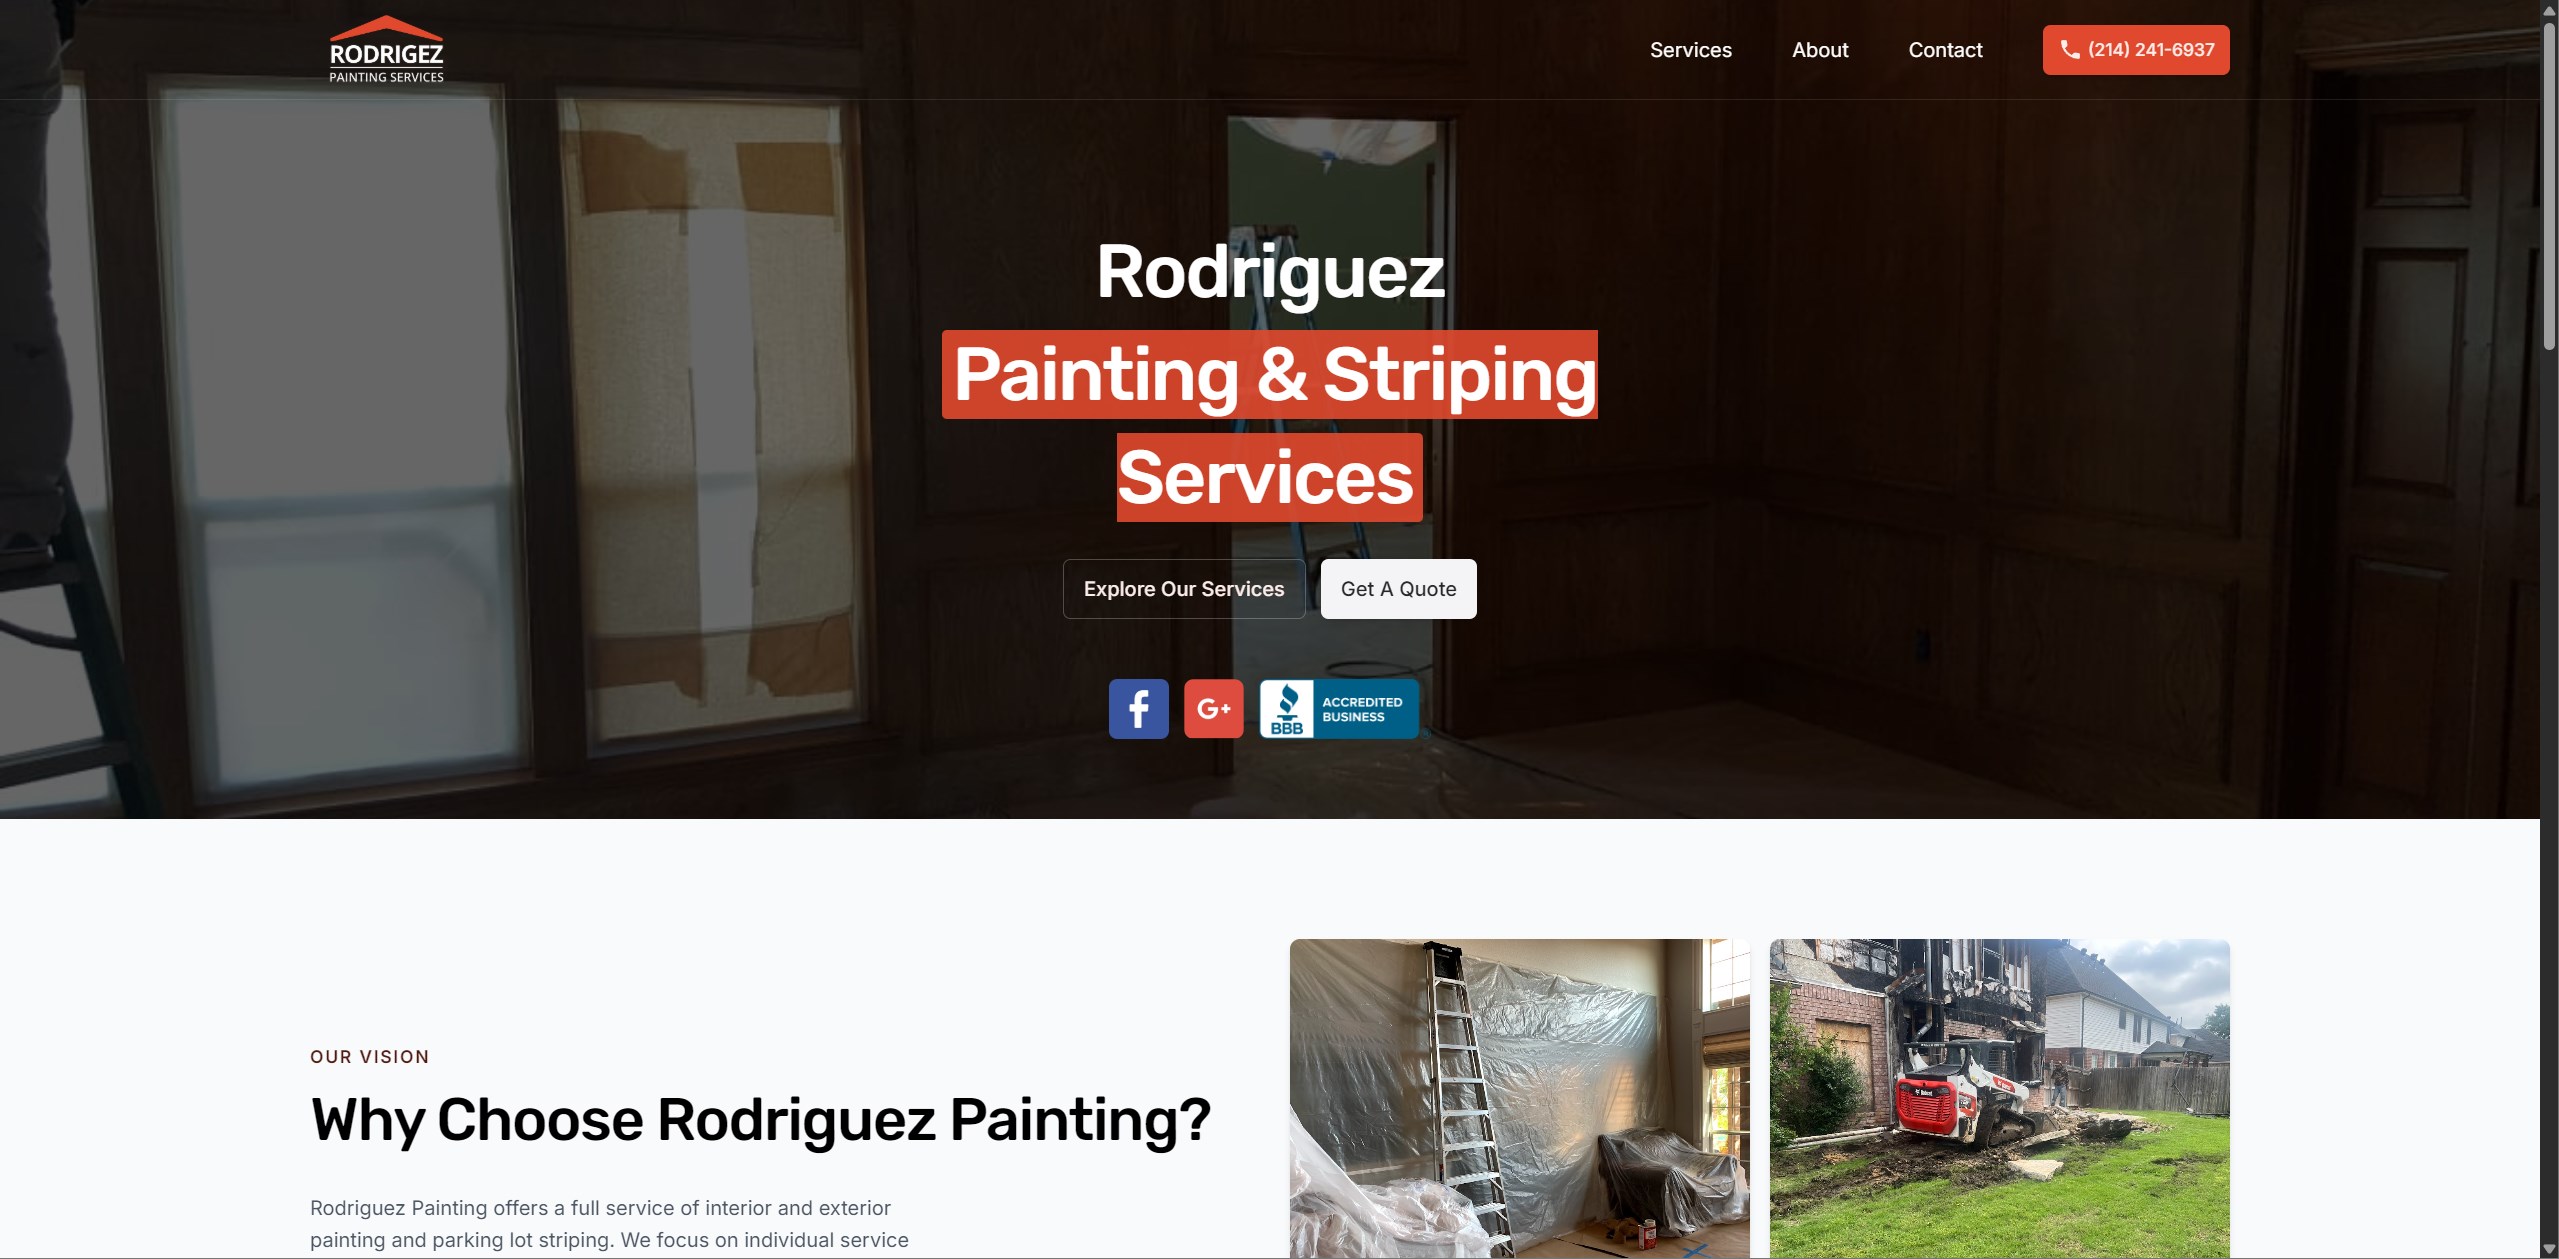 RODRIGEZ
PAINTING SERVICES
Services
About
Contact
(214) 241-6937
Rodriguez
Painting & Striping
Services
Explore Our Services
Get A Quote
f
G+
BBB
ACCREDITED
BUSINESS
OUR VISION
Why Choose Rodriguez Painting?
Rodriguez Painting offers a full service of interior and exterior
painting and parking lot striping. We focus on individual service
Bobcat